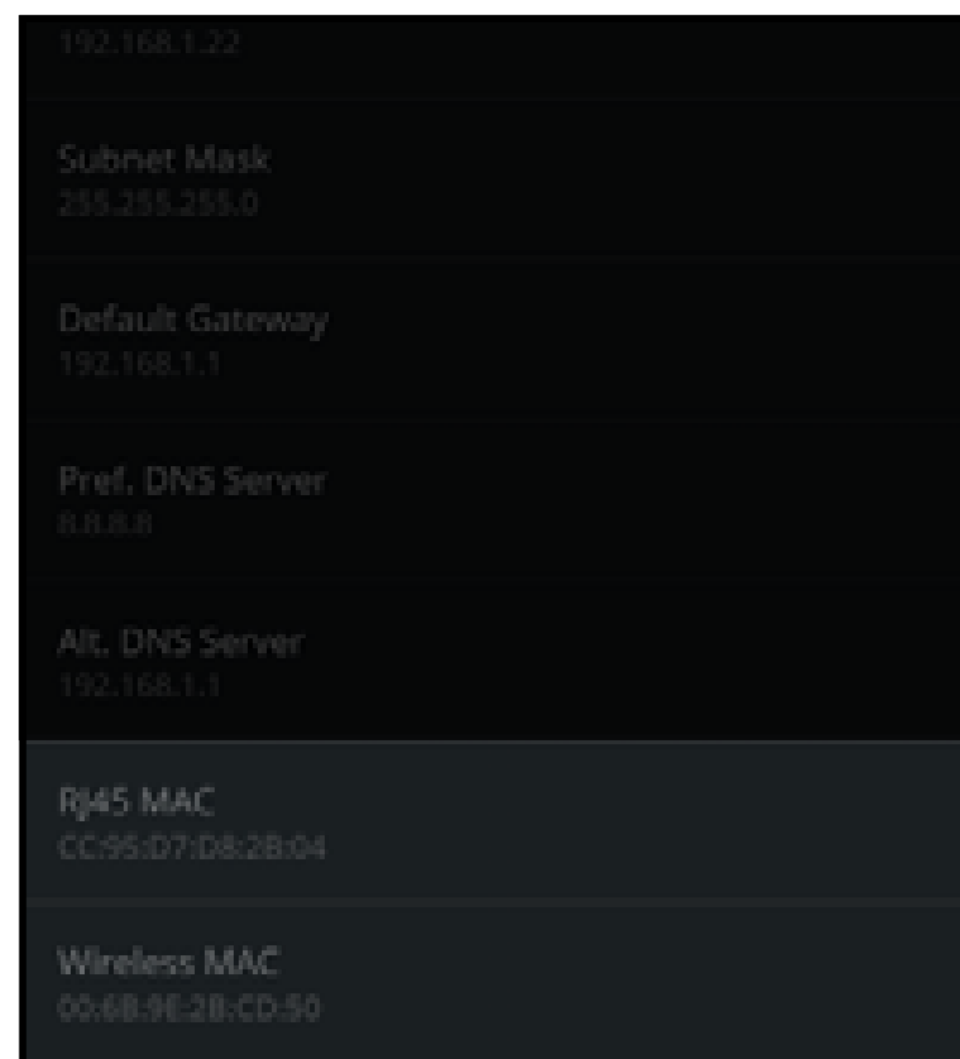 192.168.1.22
Subnet Mask
255.255.255.0
Default Gateway
192.168.1.1
Pref. DNS Server
8.8.8.8
Alt. DNS Server
192.168.1.1
RJ45 MAC
CC:95:D7:D8:2B:04
Wireless MAC
00:6B:9E:2B:CD:50